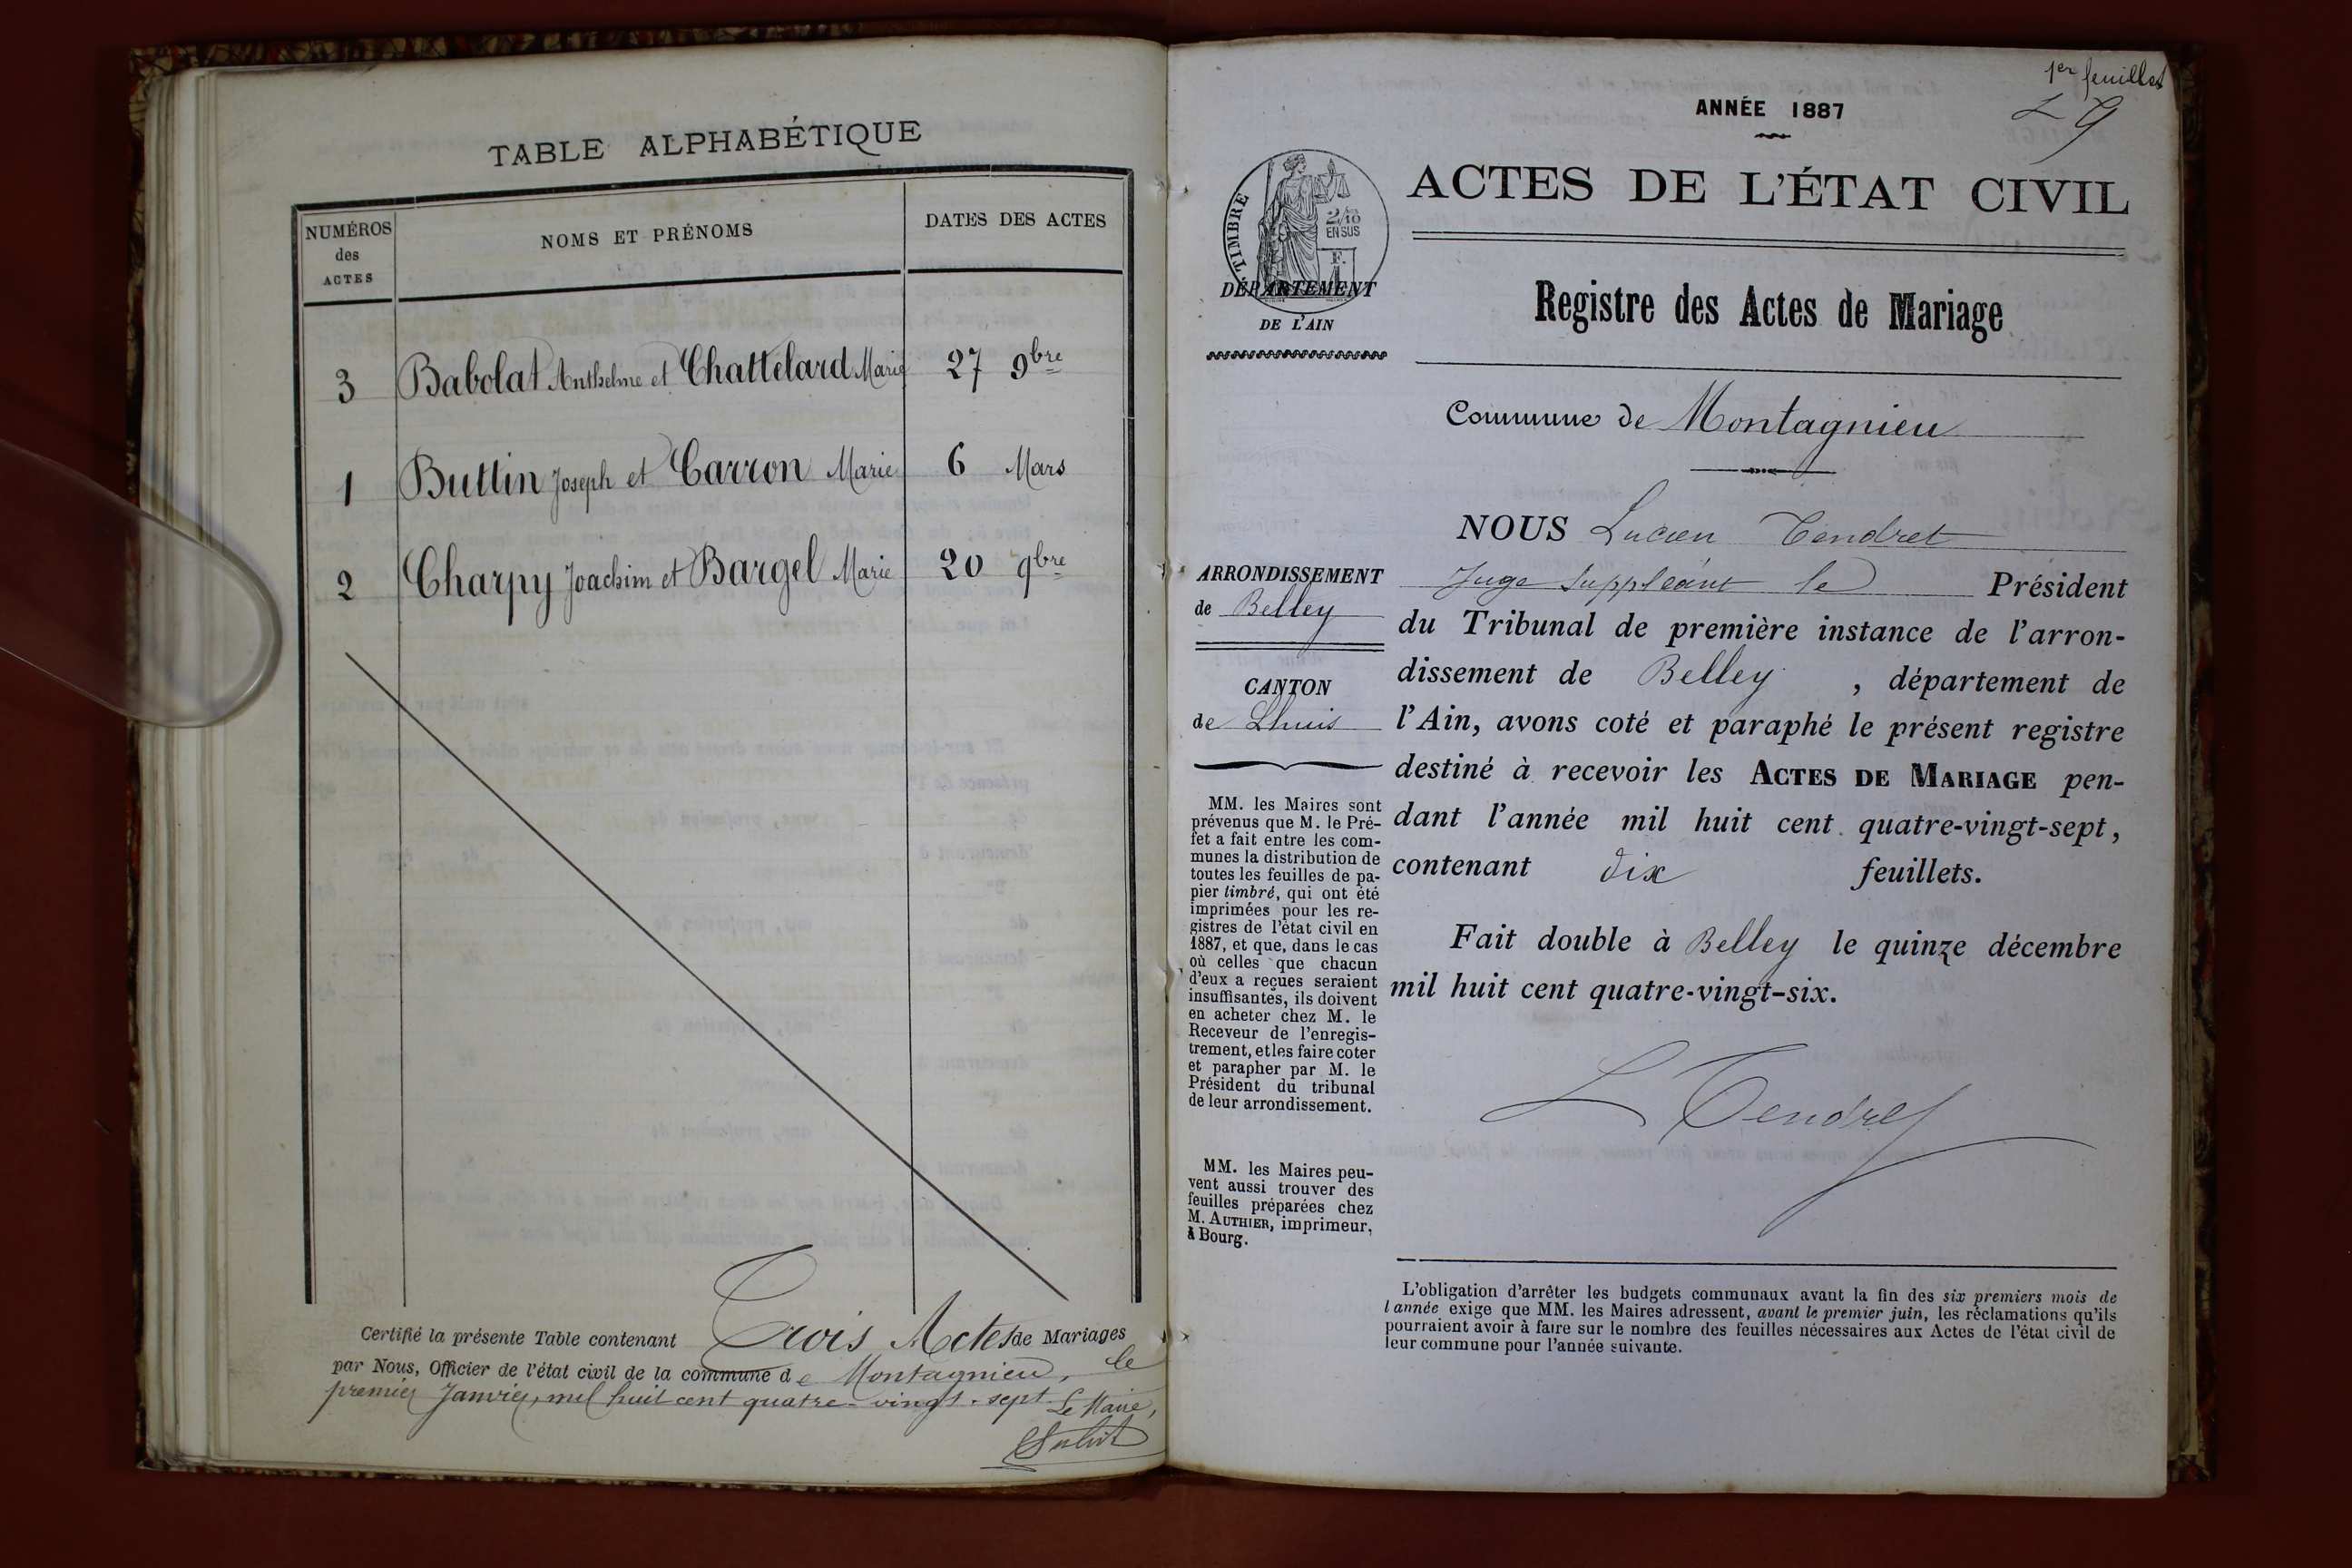 TABLE ALPHABÉTIQUE
NUMÉROS
des
ACTES
NOMS ET PRÉNOMS
DATES DES ACTES
3 Babolat Anthelme et Chattelard Marie 27 9bre
1 Buttin Joseph et Carron Marie 6 Mars
2 Charpy Joachim et Bargel Marie 20 9bre
Certifié la présente Table contenant Trois Actes de Mariages
par Nous, Officier de l'état civil de la commune de Montagnieu, le
premier Janvier, mil huit cent quatre-vingt-sept. Le Maire,
1er feuillet
ANNÉE 1887
ACTES DE L'ÉTAT CIVIL
TIMBRE
2/10
EN SUS
F.
DÉPARTEMENT
DE L'AIN
Registre des Actes de Mariage
Commune de Montagnieu
ARRONDISSEMENT
de Belley
CANTON
de Lhuis
MM. les Maires sont
prévenus que M. le Pré-
fet a fait entre les com-
munes la distribution de
toutes les feuilles de pa-
pier timbré, qui ont été
imprimées pour les re-
gistres de l'état civil en
1887, et que, dans le cas
où celles que chacun
d'eux a reçues seraient
insuffisantes, ils doivent
en acheter chez M. le
Receveur de l'enregis-
trement, et les faire coter
et parapher par M. le
Président du tribunal
de leur arrondissement.
MM. les Maires peu-
vent aussi trouver des
feuilles préparées chez
M. AUTHIER, imprimeur,
à Bourg.
NOUS Lucien Tendret
Juge suppléant le Président
du Tribunal de première instance de l'arron-
dissement de Belley, département de
l'Ain, avons coté et paraphé le présent registre
destiné à recevoir les ACTES DE MARIAGE pen-
dant l'année mil huit cent quatre-vingt-sept,
contenant dix feuillets.
Fait double à Belley le quinze décembre
mil huit cent quatre-vingt-six.
L Tendret
L'obligation d'arrêter les budgets communaux avant la fin des six premiers mois de
l'année exige que MM. les Maires adressent, avant le premier juin, les réclamations qu'ils
pourraient avoir à faire sur le nombre des feuilles nécessaires aux Actes de l'état civil de
leur commune pour l'année suivante.